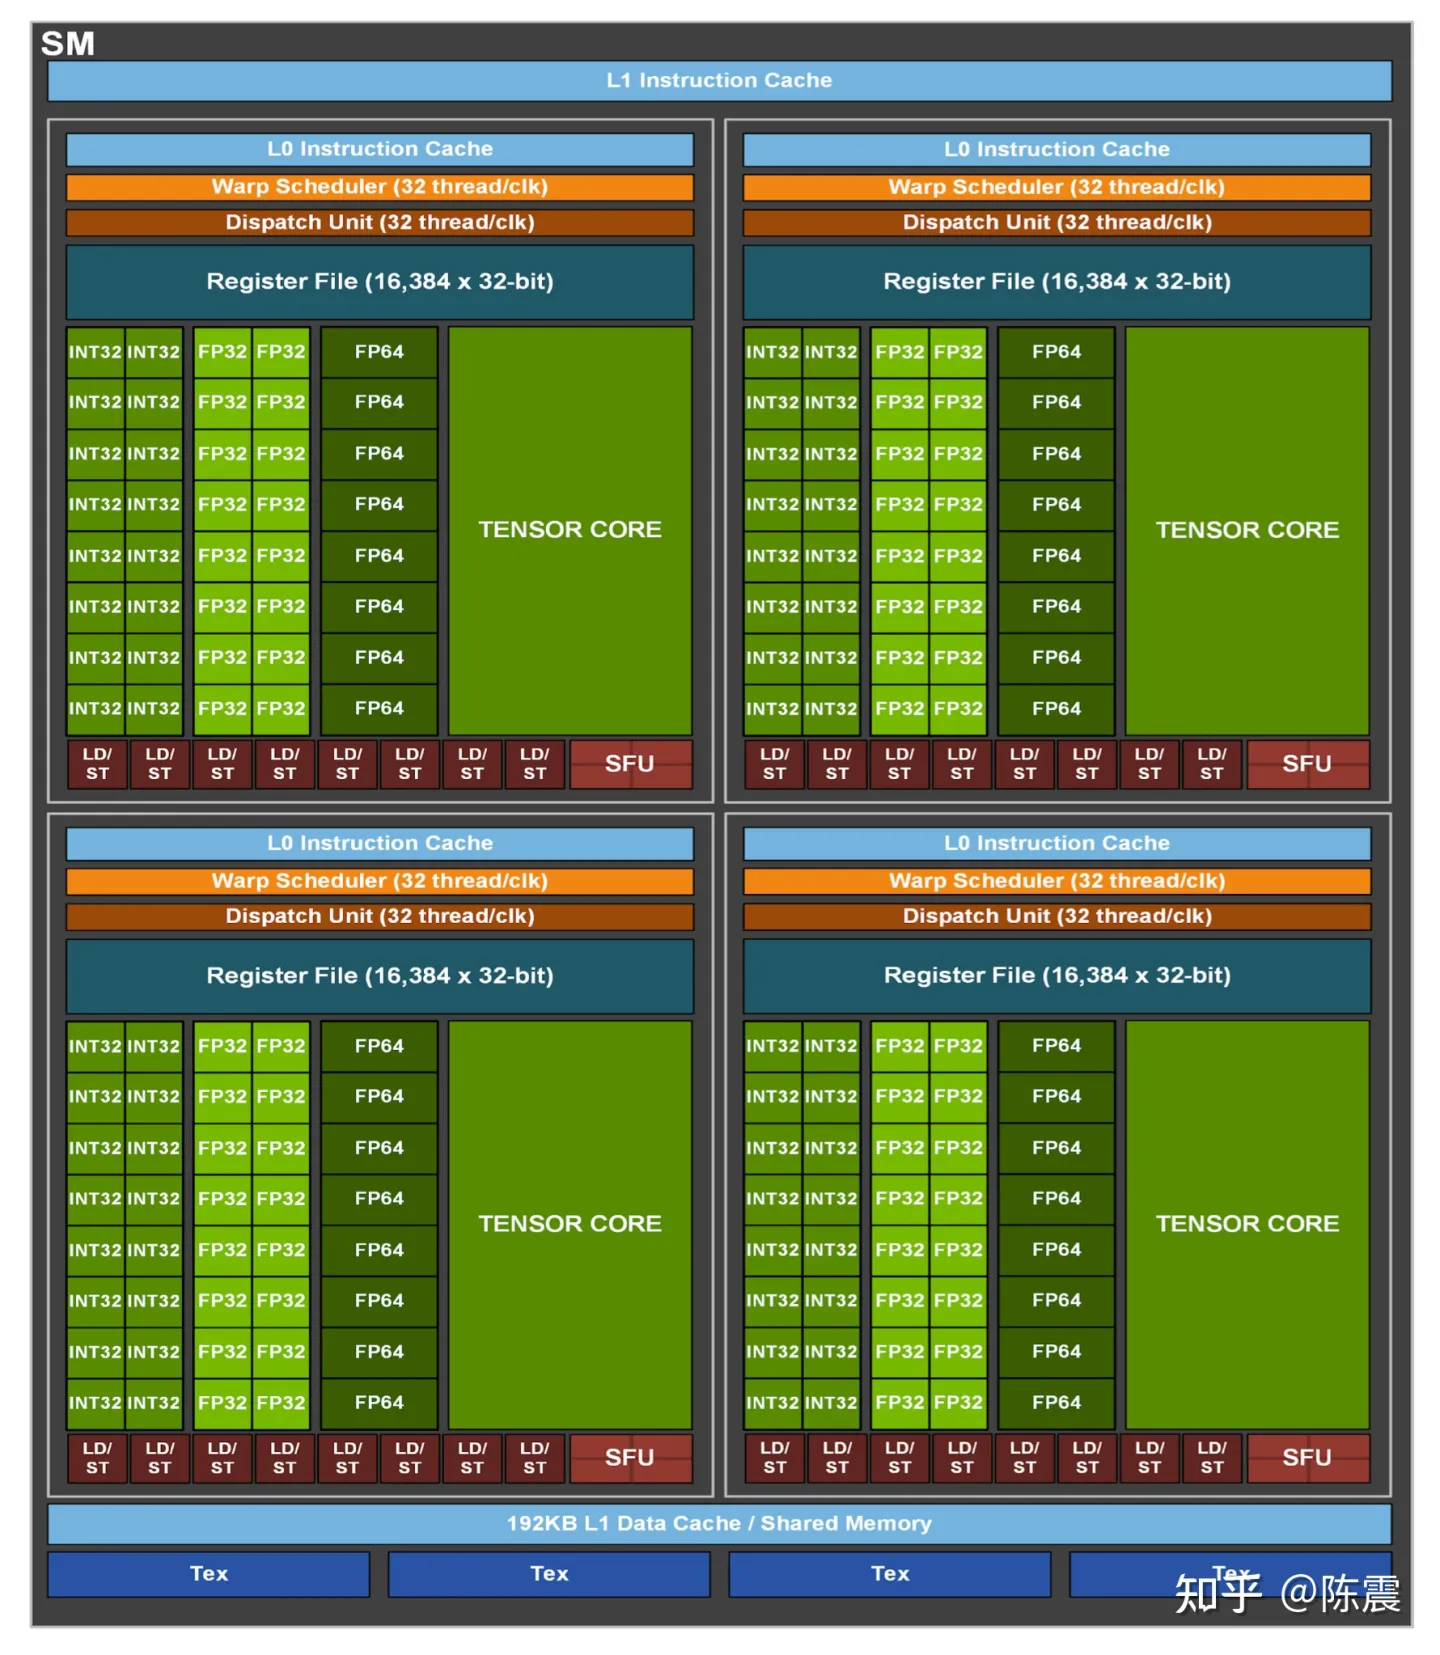 SM
L1 Instruction Cache
L0 Instruction Cache L0 Instruction Cache
Warp Scheduler (32 thread/clk) Warp Scheduler (32 thread/clk)
Dispatch Unit (32 thread/clk) Dispatch Unit (32 thread/clk)
Register File (16,384 x 32-bit) Register File (16,384 x 32-bit)
INT32 INT32 FP32 FP32 FP64 INT32 INT32 FP32 FP32 FP64
INT32 INT32 FP32 FP32 FP64 INT32 INT32 FP32 FP32 FP64
INT32 INT32 FP32 FP32 FP64 INT32 INT32 FP32 FP32 FP64
INT32 INT32 FP32 FP32 FP64 INT32 INT32 FP32 FP32 FP64
TENSOR CORE TENSOR CORE
INT32 INT32 FP32 FP32 FP64 INT32 INT32 FP32 FP32 FP64
INT32 INT32 FP32 FP32 FP64 INT32 INT32 FP32 FP32 FP64
INT32 INT32 FP32 FP32 FP64 INT32 INT32 FP32 FP32 FP64
INT32 INT32 FP32 FP32 FP64 INT32 INT32 FP32 FP32 FP64
LD/ LD/ LD/ LD/ LD/ LD/ LD/ LD/ SFU LD/ LD/ LD/ LD/ LD/ LD/ LD/ LD/ SFU
ST ST ST ST ST ST ST ST ST ST ST ST ST ST ST ST
L0 Instruction Cache L0 Instruction Cache
Warp Scheduler (32 thread/clk) Warp Scheduler (32 thread/clk)
Dispatch Unit (32 thread/clk) Dispatch Unit (32 thread/clk)
Register File (16,384 x 32-bit) Register File (16,384 x 32-bit)
INT32 INT32 FP32 FP32 FP64 INT32 INT32 FP32 FP32 FP64
INT32 INT32 FP32 FP32 FP64 INT32 INT32 FP32 FP32 FP64
INT32 INT32 FP32 FP32 FP64 INT32 INT32 FP32 FP32 FP64
INT32 INT32 FP32 FP32 FP64 INT32 INT32 FP32 FP32 FP64
TENSOR CORE TENSOR CORE
INT32 INT32 FP32 FP32 FP64 INT32 INT32 FP32 FP32 FP64
INT32 INT32 FP32 FP32 FP64 INT32 INT32 FP32 FP32 FP64
INT32 INT32 FP32 FP32 FP64 INT32 INT32 FP32 FP32 FP64
INT32 INT32 FP32 FP32 FP64 INT32 INT32 FP32 FP32 FP64
LD/ LD/ LD/ LD/ LD/ LD/ LD/ LD/ SFU LD/ LD/ LD/ LD/ LD/ LD/ LD/ LD/ SFU
ST ST ST ST ST ST ST ST ST ST ST ST ST ST ST ST
192KB L1 Data Cache / Shared Memory
Tex Tex Tex Tex
知乎 @陈震